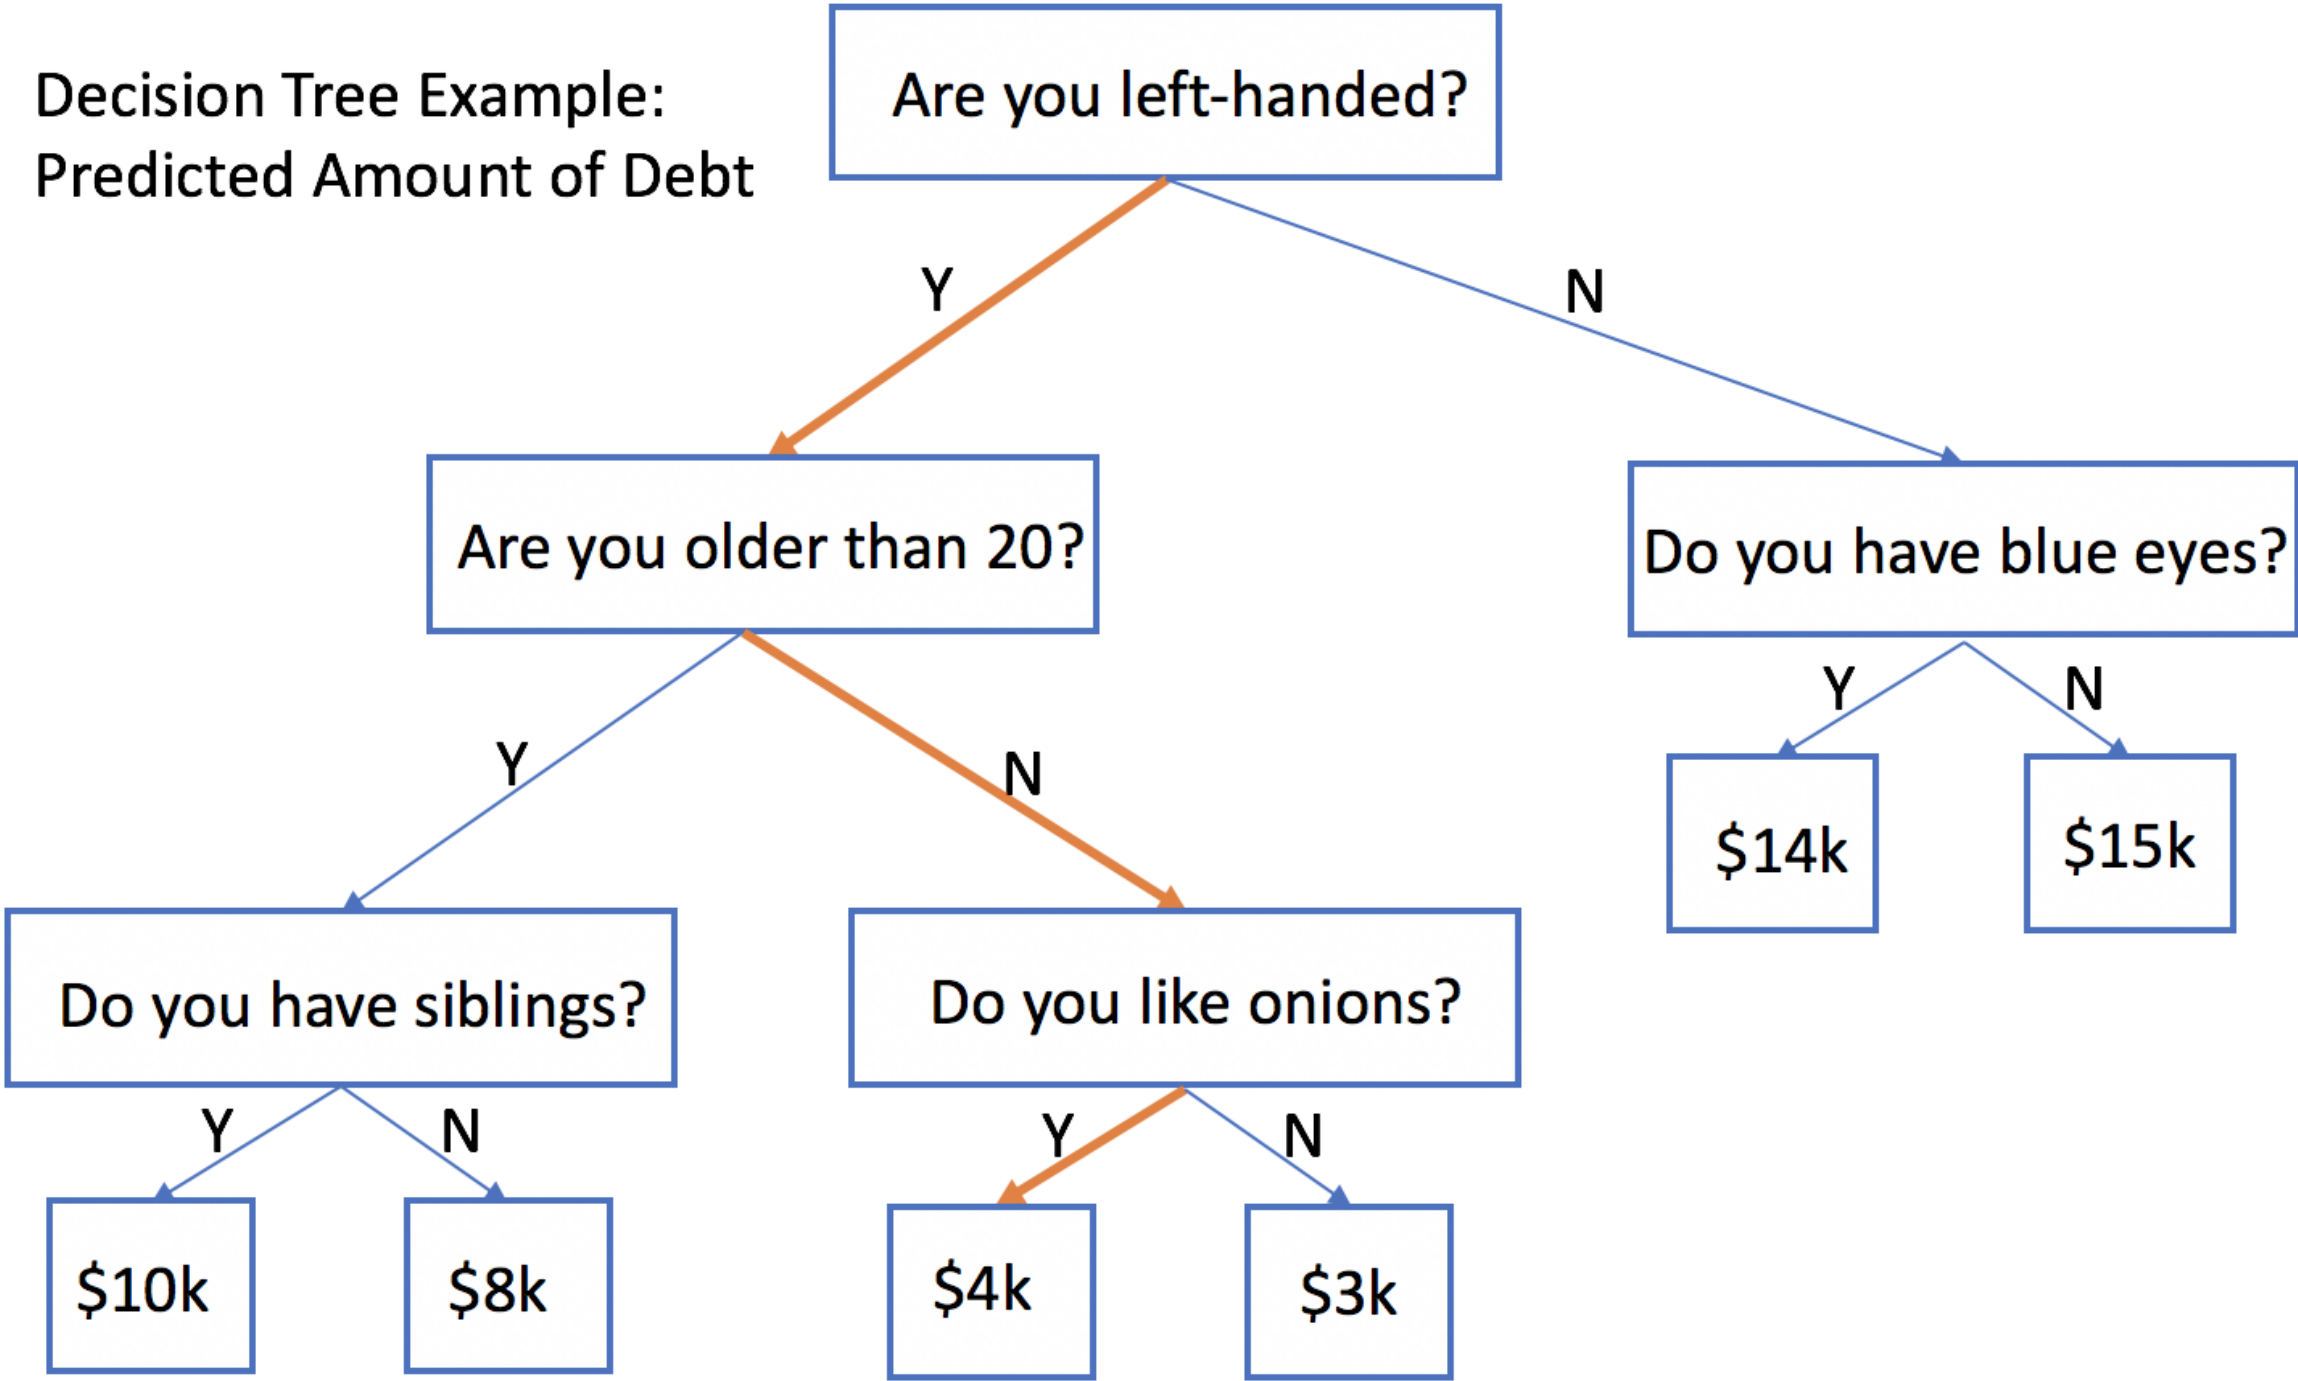 Decision Tree Example:
Predicted Amount of Debt
Are you left-handed?
Y
N
Are you older than 20?
Do you have blue eyes?
Y
N
Y
N
$14k
$15k
Do you have siblings?
Do you like onions?
Y
N
Y
N
$10k
$8k
$4k
$3k